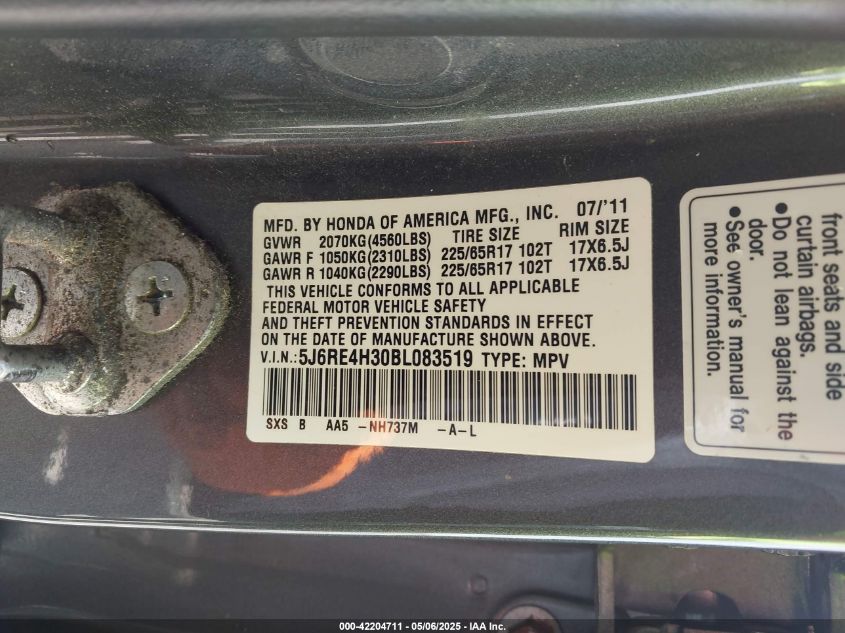 MFD. BY HONDA OF AMERICA MFG., INC. 07/'11
GVWR 2070KG(4560LBS) TIRE SIZE RIM SIZE
GAWR F 1050KG(2310LBS) 225/65R17 102T 17X6.5J
GAWR R 1040KG(2290LBS) 225/65R17 102T 17X6.5J
THIS VEHICLE CONFORMS TO ALL APPLICABLE
FEDERAL MOTOR VEHICLE SAFETY
AND THEFT PREVENTION STANDARDS IN EFFECT
ON THE DATE OF MANUFACTURE SHOWN ABOVE.
V.I.N.: 5J6RE4H30BL083519 TYPE: MPV
SXS B AA5 -NH737M -A-L
front seats and side
curtain airbags.
● Do not lean against the
door.
● See owner's manual for
more information.
000-42204711 - 05/06/2025 - IAA Inc.